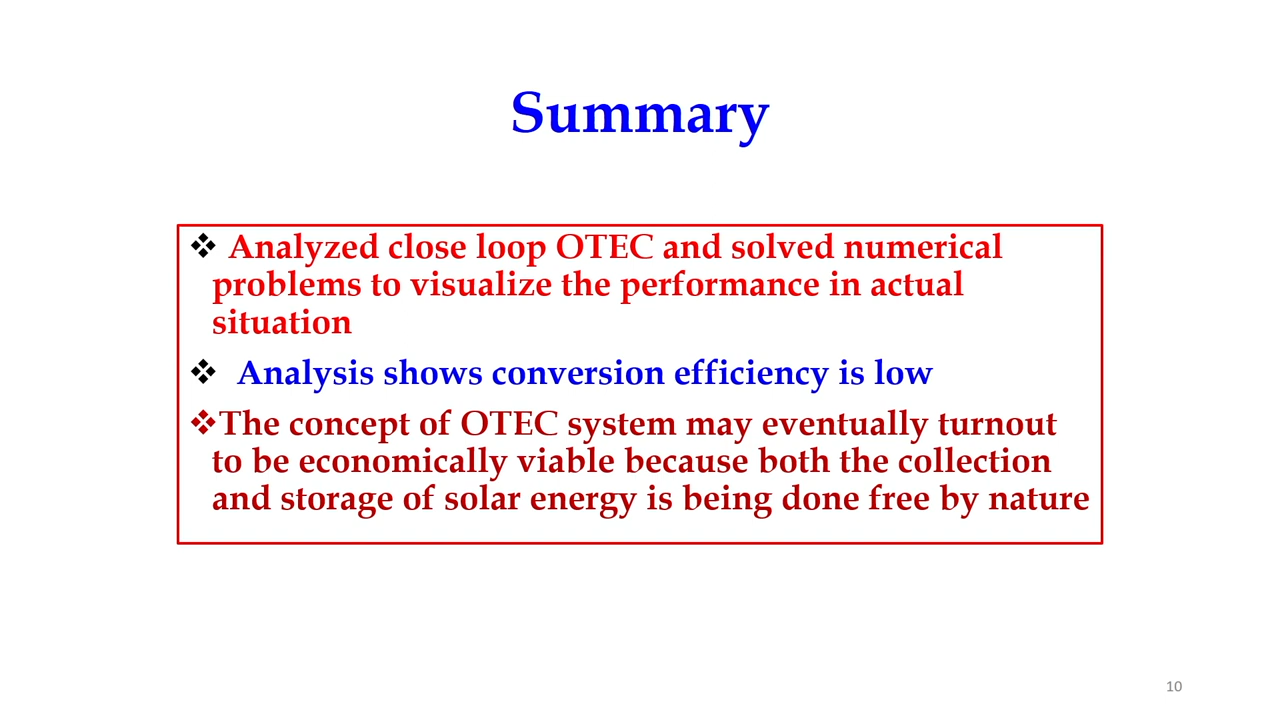 Summary
❖ Analyzed close loop OTEC and solved numerical
problems to visualize the performance in actual
situation
❖ Analysis shows conversion efficiency is low
❖The concept of OTEC system may eventually turnout
to be economically viable because both the collection
and storage of solar energy is being done free by nature
10